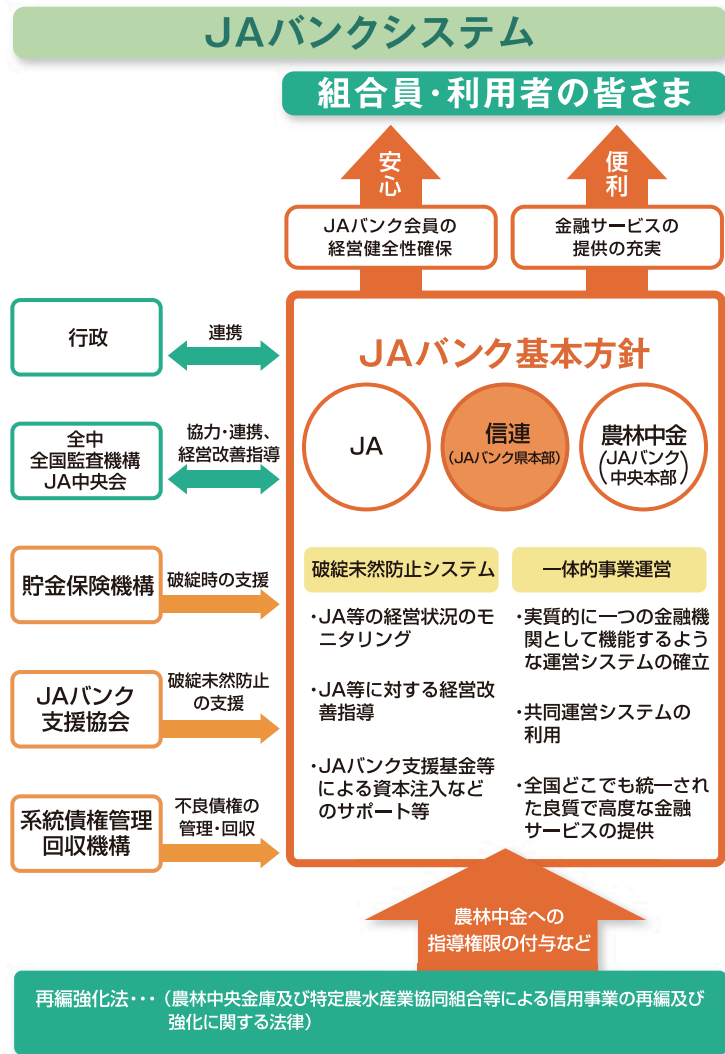 JAバンクシステム
組合員・利用者の皆さま
安心
便利
JAバンク会員の
経営健全性確保
金融サービスの
提供の充実
行政
連携
全中
全国監査機構
JA中央会
協力・連携、
経営改善指導
貯金保険機構
破綻時の支援
JAバンク
支援協会
破綻未然防止
の支援
系統債権管理
回収機構
不良債権の
管理・回収
JAバンク基本方針
JA
信連
（JAバンク県本部）
農林中金
（JAバンク
中央本部）
破綻未然防止システム
・JA等の経営状況のモ
ニタリング
・JA等に対する経営改
善指導
・JAバンク支援基金等
による資本注入など
のサポート等
一体的事業運営
・実質的に一つの金融機
関として機能するよう
な運営システムの確立
・共同運営システムの
利用
・全国どこでも統一され
た良質で高度な金融
サービスの提供
農林中金への
指導権限の付与など
再編強化法・・・（農林中央金庫及び特定農水産業協同組合等による信用事業の再編及び
強化に関する法律）